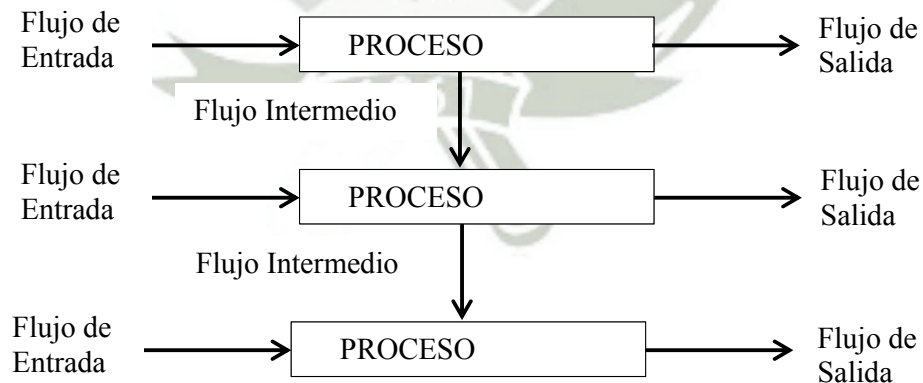 Flujo de
Entrada
PROCESO
Flujo de
Salida
Flujo Intermedio
Flujo de
Entrada
PROCESO
Flujo de
Salida
Flujo Intermedio
Flujo de
Entrada
PROCESO
Flujo de
Salida